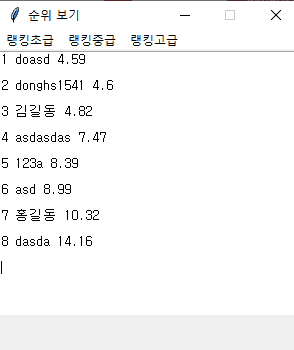 순위 보기
랭킹초급 랭킹중급 랭킹고급
1 doasd 4.59
2 donghs1541 4.6
3 김길동 4.82
4 asdasdas 7.47
5 123a 8.39
6 asd 8.99
7 홍길동 10.32
8 dasda 14.16